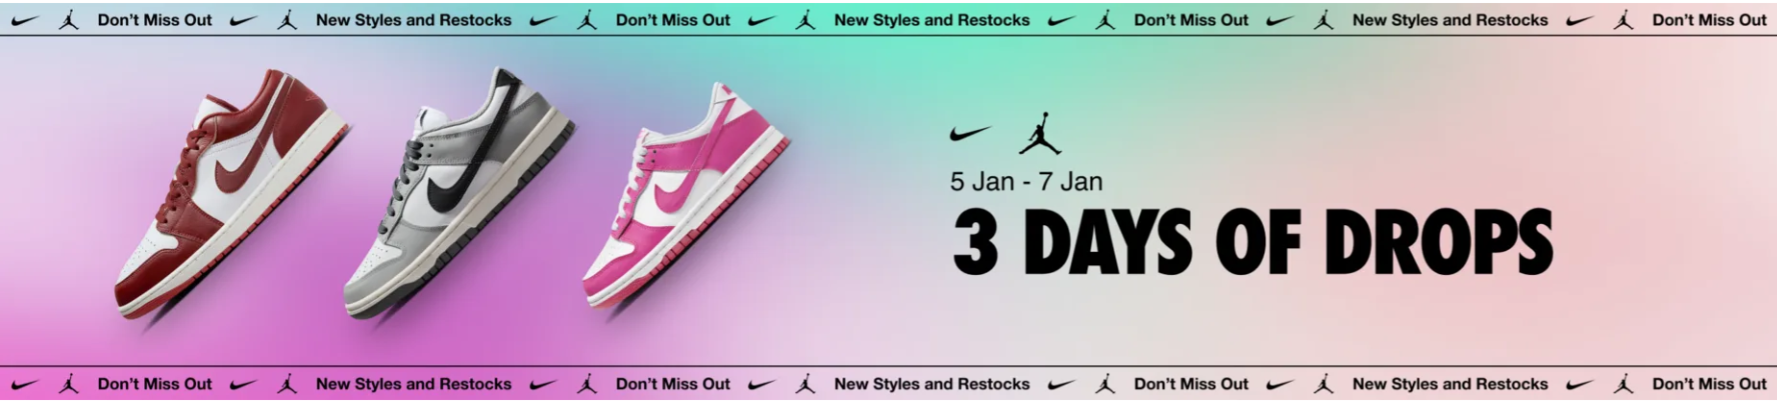 Don't Miss Out New Styles and Restocks Don't Miss Out New Styles and Restocks Don't Miss Out New Styles and Restocks Don't Miss Out
5 Jan - 7 Jan
3 DAYS OF DROPS
Don't Miss Out New Styles and Restocks Don't Miss Out New Styles and Restocks Don't Miss Out New Styles and Restocks Don't Miss Out